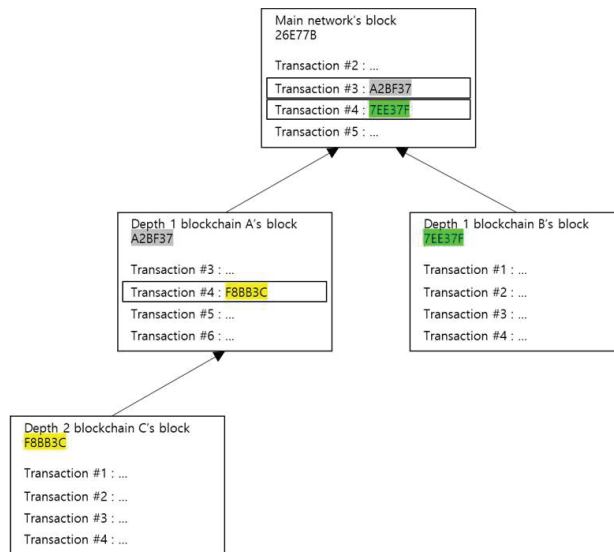 Main network's block
26E77B
Transaction #2 : ...
Transaction #3 : A2BF37
Transaction #4 : 7EE37F
Transaction #5 : ...
Depth 1 blockchain A's block
A2BF37
Transaction #3 : ...
Transaction #4 : F8BB3C
Transaction #5 : ...
Transaction #6 : ...
Depth 1 blockchain B's block
7EE37F
Transaction #1 : ...
Transaction #2 : ...
Transaction #3 : ...
Transaction #4 : ...
Depth 2 blockchain C's block
F8BB3C
Transaction #1 : ...
Transaction #2 : ...
Transaction #3 : ...
Transaction #4 : ...